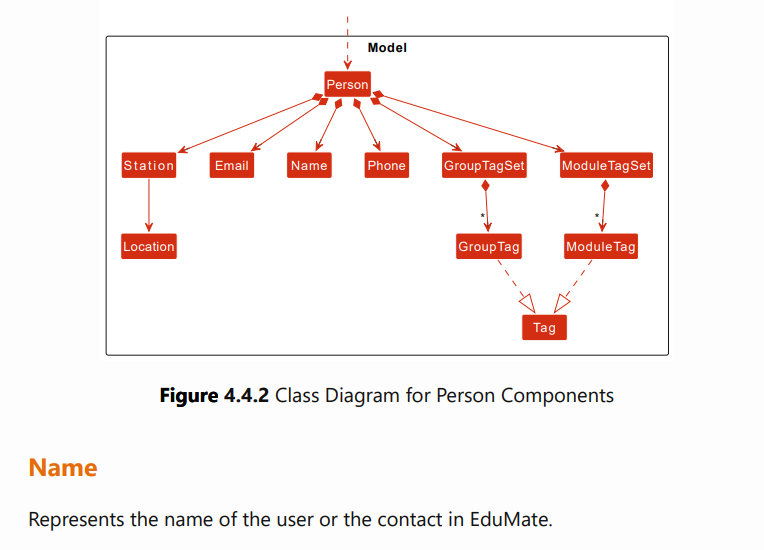 Model
Person
Station Email Name Phone GroupTagSet ModuleTagSet
* *
Location GroupTag ModuleTag
Tag
Figure 4.4.2 Class Diagram for Person Components
Name
Represents the name of the user or the contact in EduMate.